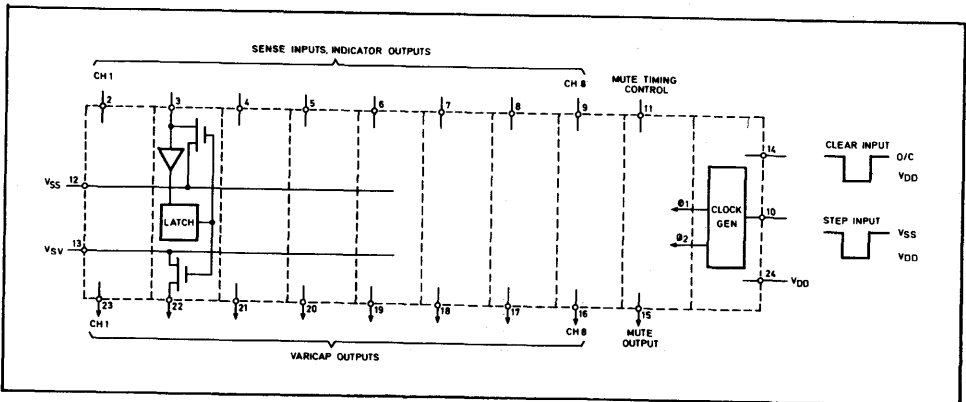 SENSE INPUTS, INDICATOR OUTPUTS
CH 1
CH 8
MUTE TIMING
CONTROL
2
3
4
5
6
7
8
9
11
14
CLEAR INPUT
O/C
VDD
VSS 12
LATCH
Ø1
CLOCK
GEN
10
Ø2
STEP INPUT
VSS
VDD
VSV 13
24 VDD
23
22
21
20
19
18
17
16
15
CH 1
CH 8
MUTE
OUTPUT
VARICAP OUTPUTS